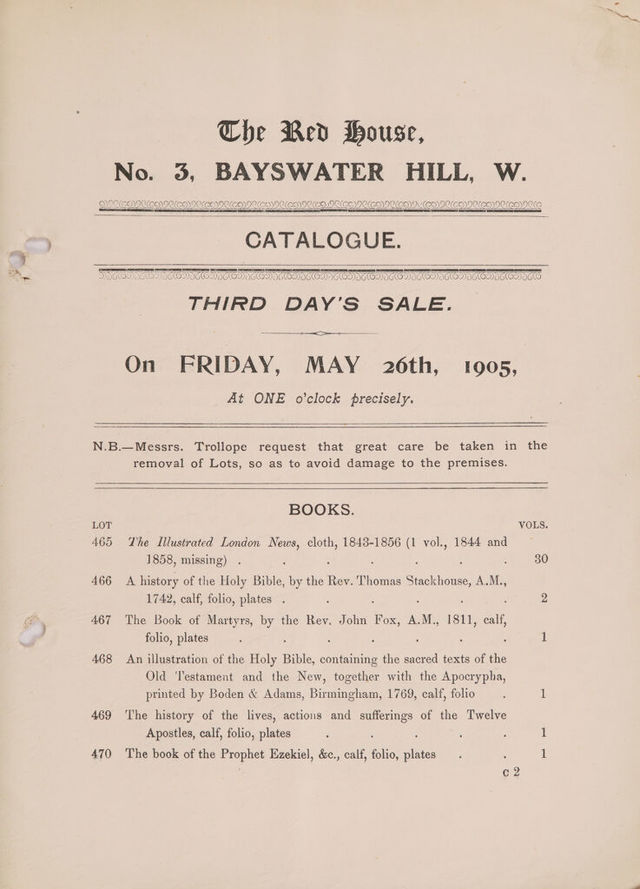 The Red House,
No. 3, BAYSWATER HILL, W.
CATALOGUE.
THIRD DAY'S SALE.
On FRIDAY, MAY 26th, 1905,
At ONE o'clock precisely.
N.B.—Messrs. Trollope request that great care be taken in the
removal of Lots, so as to avoid damage to the premises.
BOOKS.
LOT VOLS.
465 The Illustrated London News, cloth, 1843-1856 (1 vol., 1844 and
1858, missing) . . . . . . . 30
466 A history of the Holy Bible, by the Rev. Thomas Stackhouse, A.M.,
1742, calf, folio, plates . . . . . . 2
467 The Book of Martyrs, by the Rev. John Fox, A.M., 1811, calf,
folio, plates . . . . . . . 1
468 An illustration of the Holy Bible, containing the sacred texts of the
Old Testament and the New, together with the Apocrypha,
printed by Boden & Adams, Birmingham, 1769, calf, folio . 1
469 The history of the lives, actions and sufferings of the Twelve
Apostles, calf, folio, plates . . . . . 1
470 The book of the Prophet Ezekiel, &c., calf, folio, plates . . 1
c 2